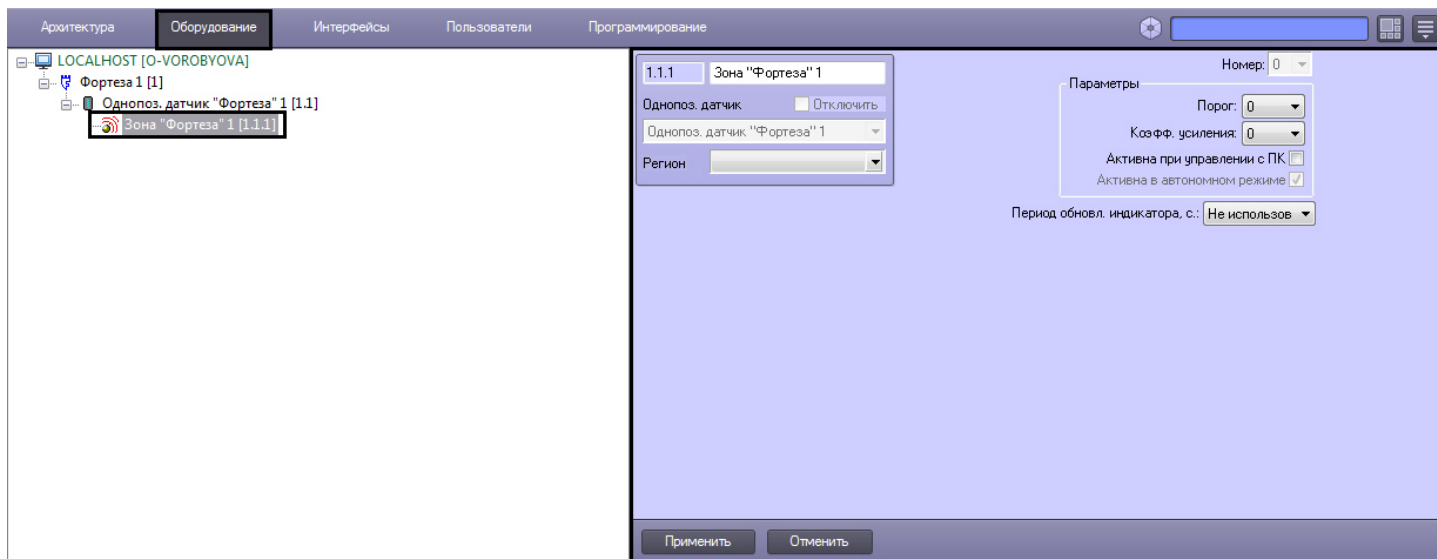 Архитектура Оборудование Интерфейсы Пользователи Программирование
LOCALHOST [O-VOROBYOVA]
Фортеза 1 [1]
Однопоз. датчик "Фортеза" 1 [1.1]
Зона "Фортеза" 1 [1.1.1]
1.1.1 Зона "Фортеза" 1
Однопоз. датчик Отключить
Однопоз. датчик "Фортеза" 1
Регион
Номер: 0
Параметры
Порог: 0
Коэфф. усиления: 0
Активна при управлении с ПК
Активна в автономном режиме
Период обновл. индикатора, с.: Не использов
Применить Отменить